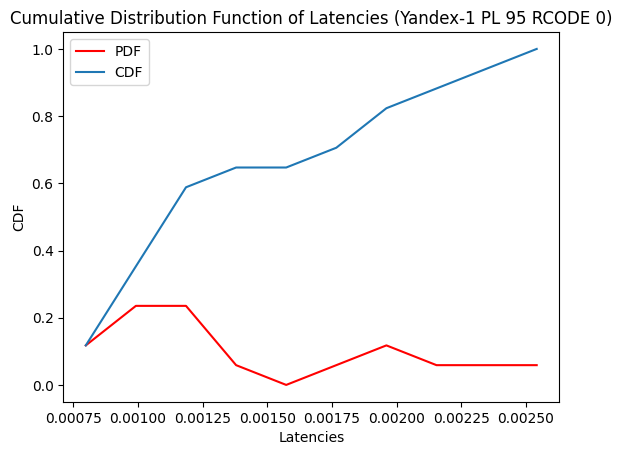 Cumulative Distribution Function of Latencies (Yandex-1 PL 95 RCODE 0)
PDF
CDF
1.0
0.8
0.6
0.4
0.2
0.0
CDF
0.00075 0.00100 0.00125 0.00150 0.00175 0.00200 0.00225 0.00250
Latencies